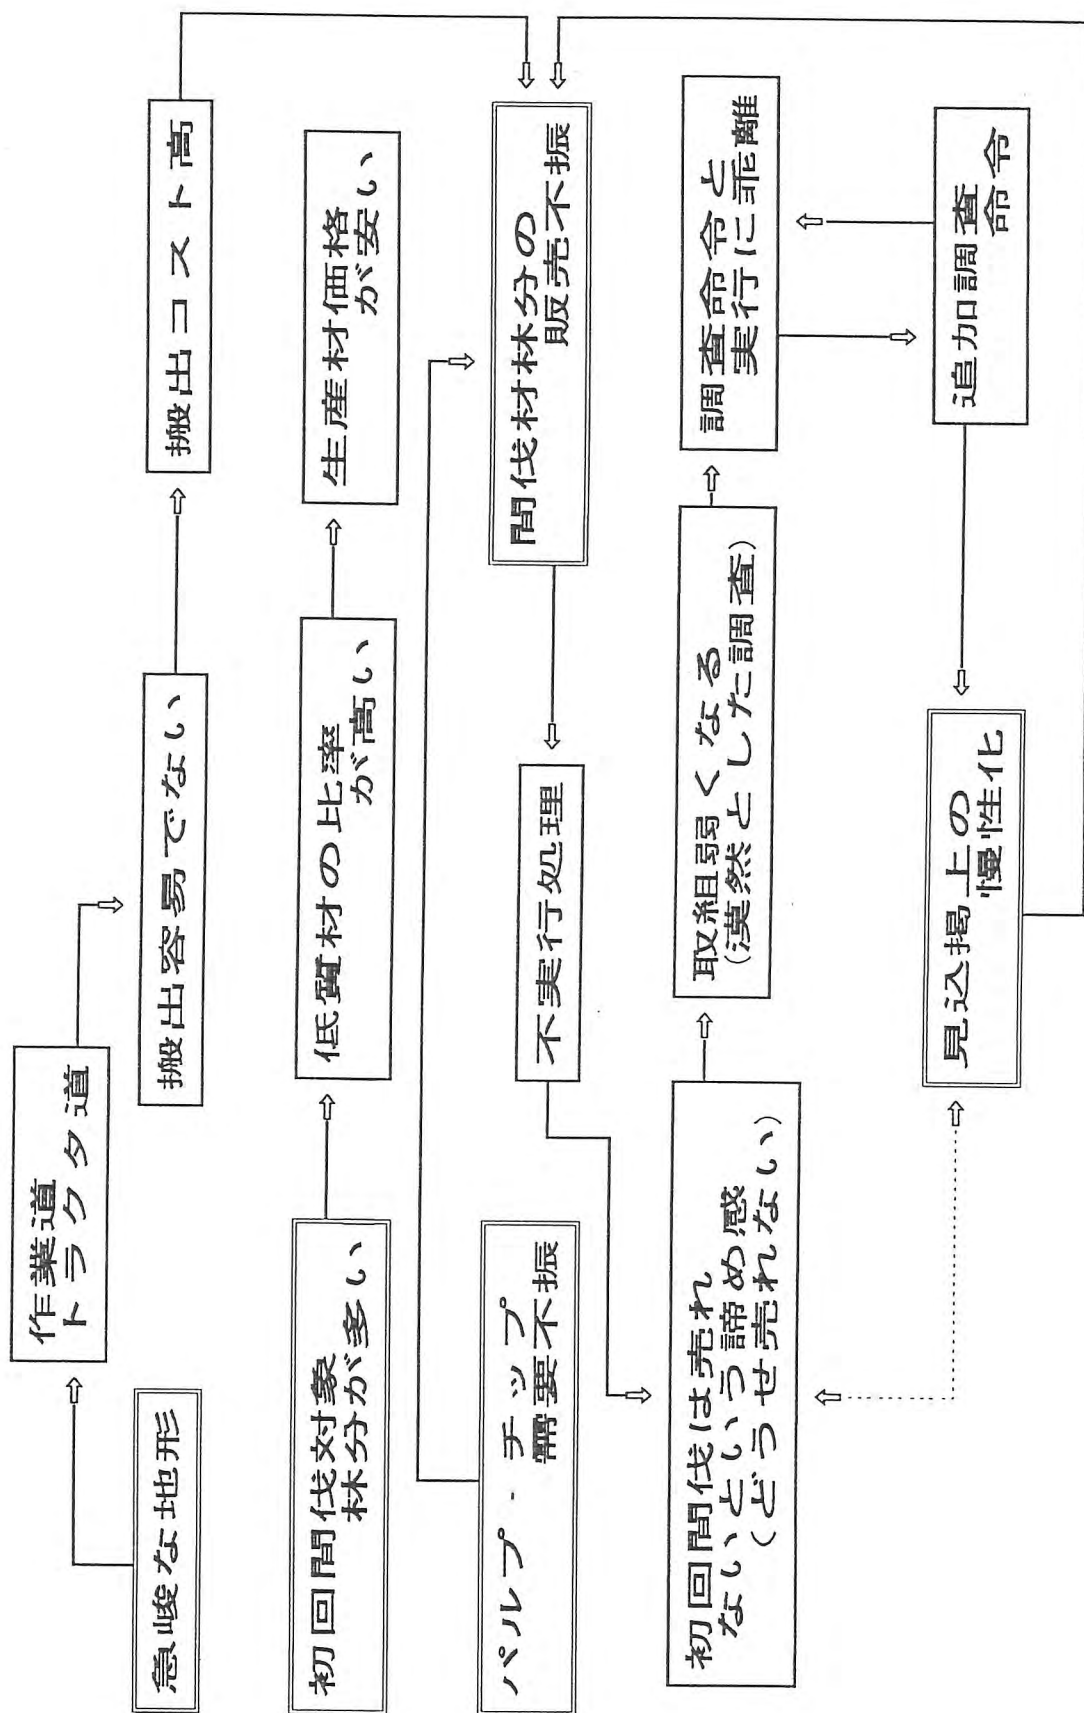 急峻な地形
作業道
トラクタ道
搬出容易でない
搬出コスト高
初回間伐対象
林分が多い
低質材の比率
が高い
生産材価格
が安い
パルプ・チップ
需要不振
間伐材林分の
販売不振
不実行処理
初回間伐は売れ
ないという諦め感
(どうせ売れない)
取組弱くなる
(漠然とした調査)
調査命令と
実行に乖離
追加調査
命令
見込掲上の
慢性化